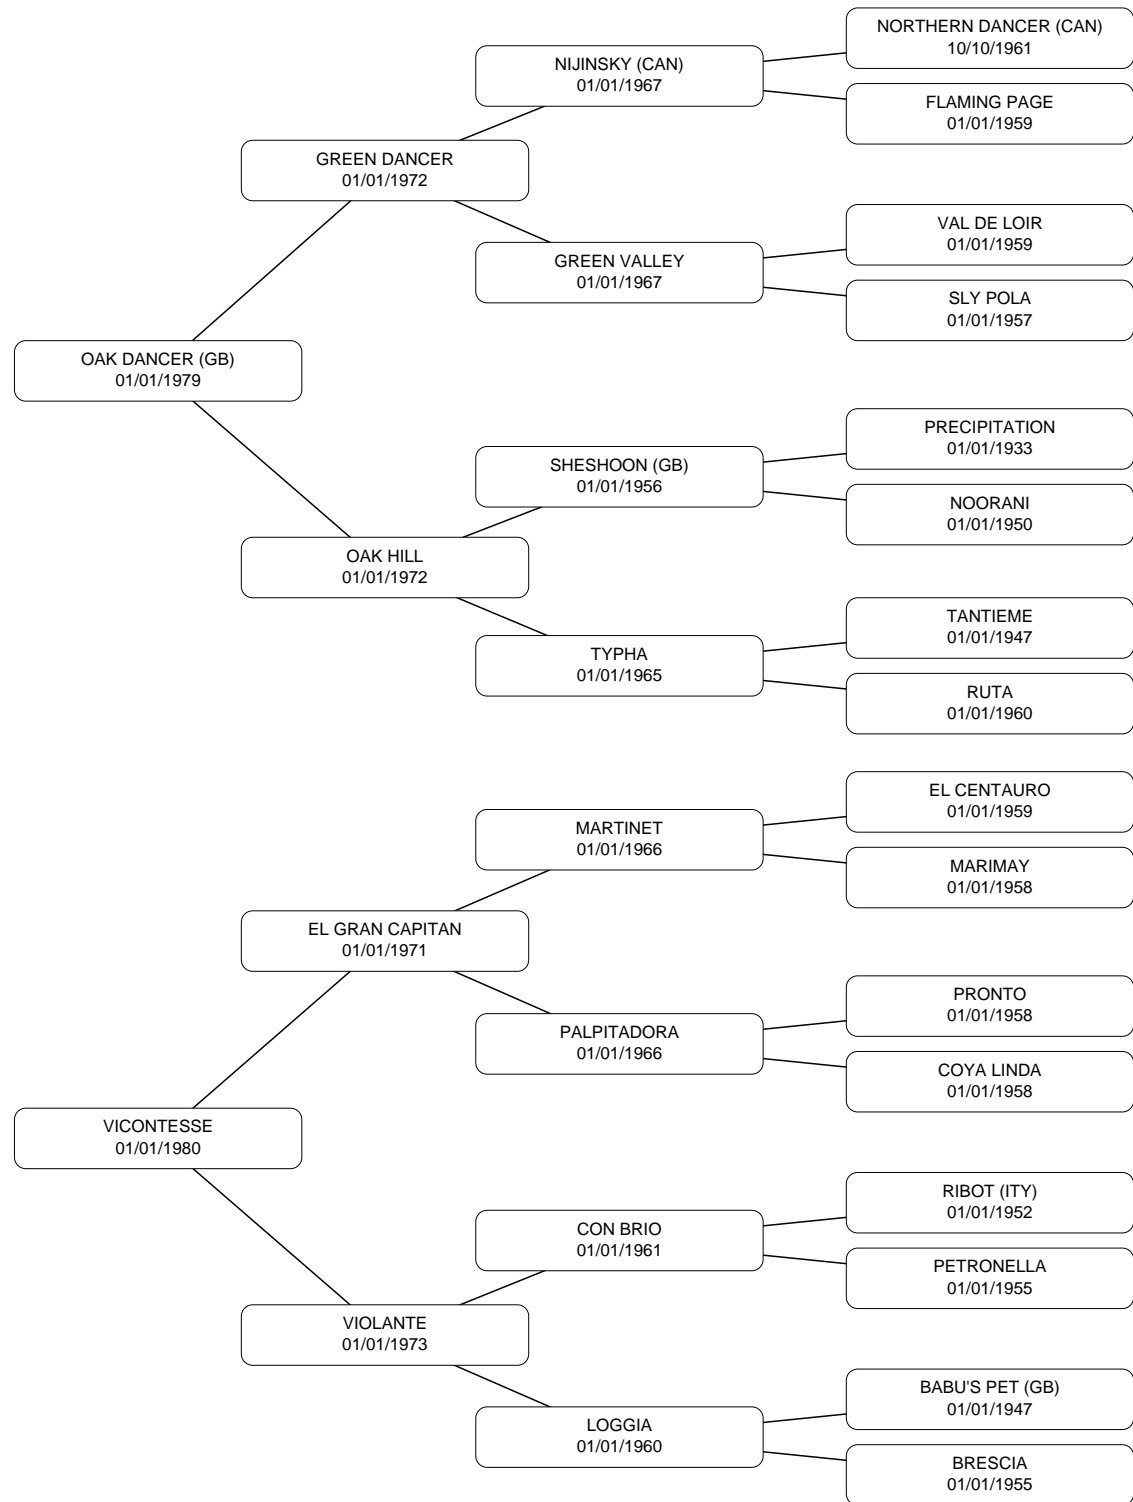 NORTHERN DANCER (CAN)
10/10/1961
NIJINSKY (CAN)
01/01/1967
FLAMING PAGE
01/01/1959
GREEN DANCER
01/01/1972
VAL DE LOIR
01/01/1959
GREEN VALLEY
01/01/1967
SLY POLA
01/01/1957
OAK DANCER (GB)
01/01/1979
PRECIPITATION
01/01/1933
SHESHOON (GB)
01/01/1956
NOORANI
01/01/1950
OAK HILL
01/01/1972
TANTIEME
01/01/1947
TYPHA
01/01/1965
RUTA
01/01/1960
EL CENTAURO
01/01/1959
MARTINET
01/01/1966
MARIMAY
01/01/1958
EL GRAN CAPITAN
01/01/1971
PRONTO
01/01/1958
PALPITADORA
01/01/1966
COYA LINDA
01/01/1958
VICONTESSE
01/01/1980
RIBOT (ITY)
01/01/1952
CON BRIO
01/01/1961
PETRONELLA
01/01/1955
VIOLANTE
01/01/1973
BABU'S PET (GB)
01/01/1947
LOGGIA
01/01/1960
BRESCIA
01/01/1955